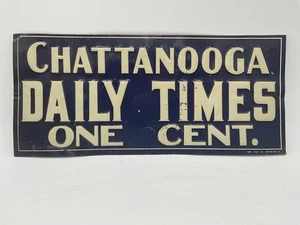 CHATTANOOGA
DAILY TIMES
ONE CENT.